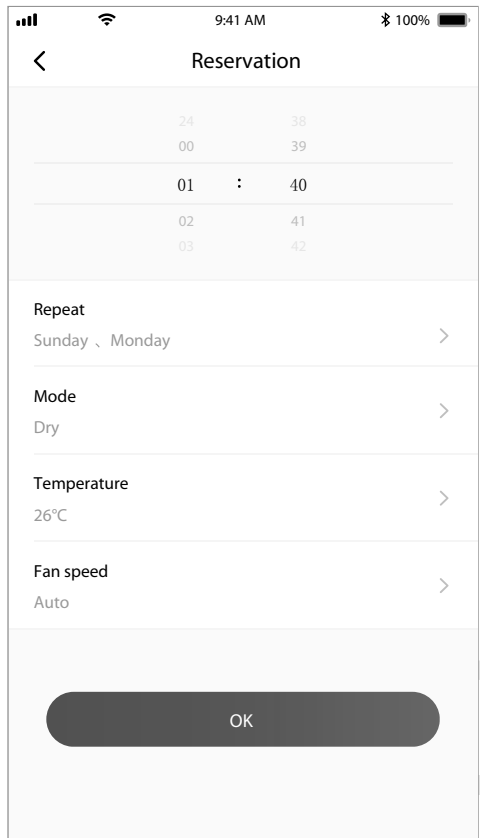 9:41 AM 100%
Reservation
24 38
00 39
01 : 40
02 41
03 42
Repeat
Sunday 、Monday
Mode
Dry
Temperature
26°C
Fan speed
Auto
OK